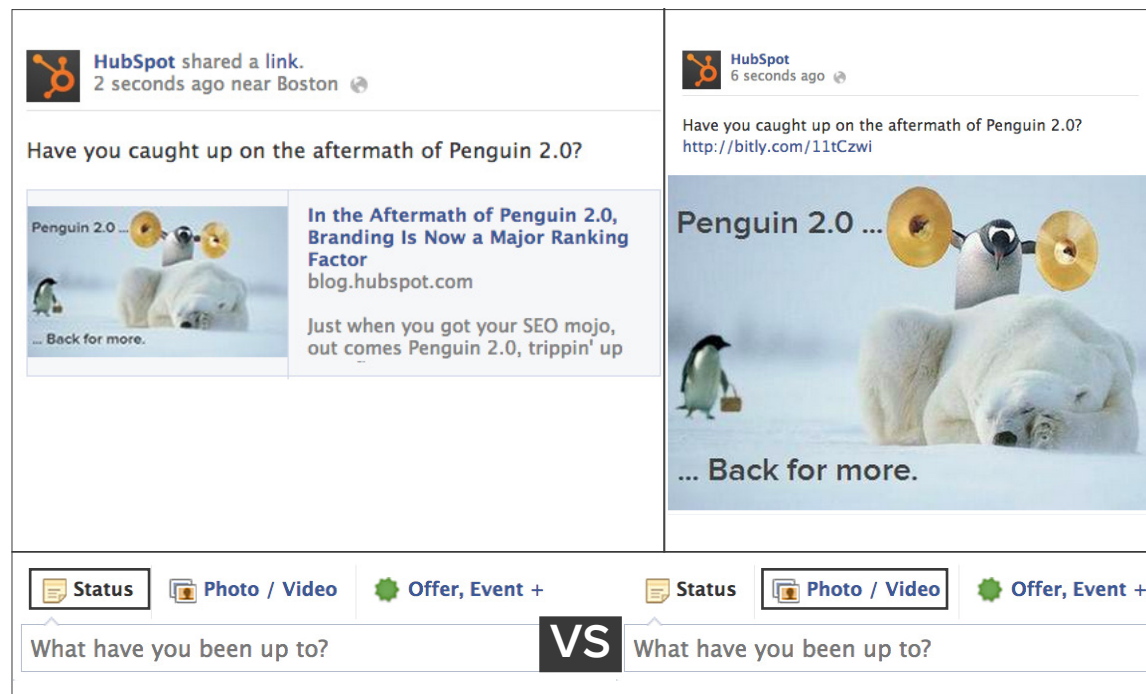 HubSpot shared a link.
2 seconds ago near Boston
Have you caught up on the aftermath of Penguin 2.0?
Penguin 2.0 ...
... Back for more.
In the Aftermath of Penguin 2.0,
Branding Is Now a Major Ranking
Factor
blog.hubspot.com
Just when you got your SEO mojo,
out comes Penguin 2.0, trippin' up
HubSpot
6 seconds ago
Have you caught up on the aftermath of Penguin 2.0?
http://bitly.com/11tCzwi
Penguin 2.0 ...
... Back for more.
Status Photo / Video Offer, Event +
What have you been up to?
VS
Status Photo / Video Offer, Event +
What have you been up to?